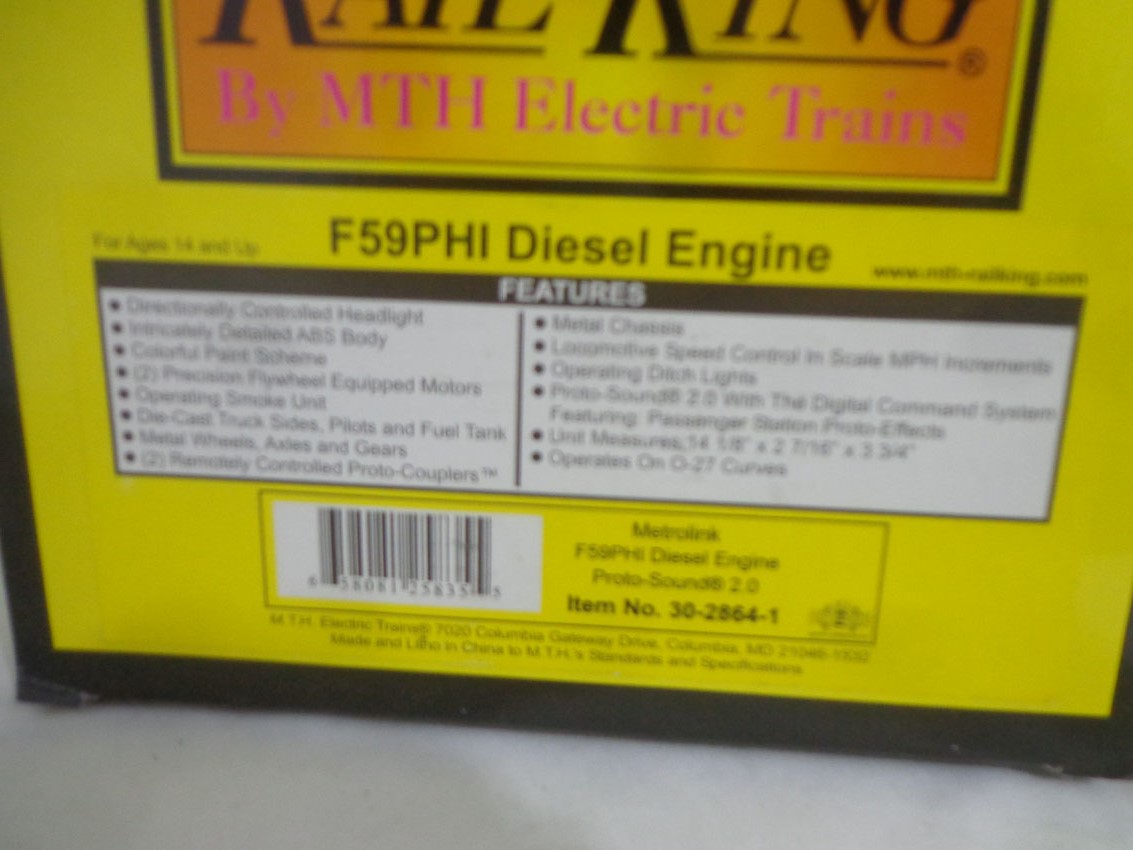 RAIL KING®
By MTH Electric Trains
For Ages 14 and Up
F59PHI Diesel Engine
www.mth-railking.com
FEATURES
• Directionally Controlled Headlight
• Intricately Detailed ABS Body
• Colorful Paint Scheme
• (2) Precision Flywheel Equipped Motors
• Operating Smoke Unit
• Die-Cast Truck Sides, Pilots and Fuel Tank
• Metal Wheels, Axles and Gears
• (2) Remotely Controlled Proto-Couplers™
• Metal Chassis
• Locomotive Speed Control In Scale MPH Increments
• Operating Ditch Lights
• Proto-Sound® 2.0 With The Digital Command System
Featuring: Passenger Station Proto-Effects
• Unit Measures:14 1/8" x 2 7/16" x 3 3/4"
• Operates On O-27 Curves
6 58081 25835 5
Metrolink
F59PHI Diesel Engine
Proto-Sound® 2.0
Item No. 30-2864-1
M.T.H. Electric Trains® 7020 Columbia Gateway Drive, Columbia, MD 21046-1532
Made and Litho in China to M.T.H.'s Standards and Specifications